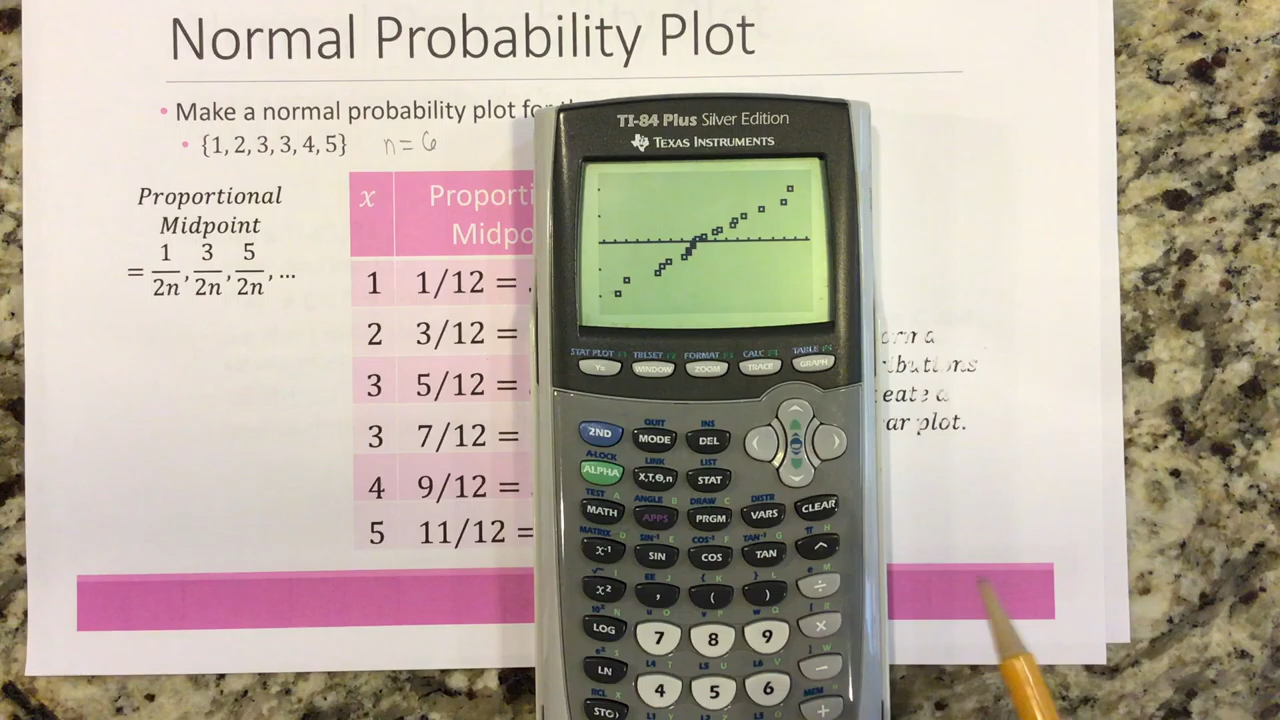 Normal Probability Plot
• Make a normal probability plot for
• {1, 2, 3, 3, 4, 5} n=6
Proportional
Midpoint
= 1/2n, 3/2n, 5/2n, ...
x
1 1/12 = .
2 3/12 =
3 5/12 = .
3 7/12 =
4 9/12 = .
5 11/12 =
plot.
TI-84 Plus Silver Edition
TEXAS INSTRUMENTS
STAT PLOT F1 TBLSET F2 FORMAT F3 CALC F4 TABLE F5
Y= WINDOW ZOOM TRACE GRAPH
QUIT INS
2ND MODE DEL
A-LOCK LINK LIST
ALPHA X,T,Θ,n STAT
TEST A ANGLE B DRAW C DISTR
MATH APPS PRGM VARS CLEAR
MATRIX D SIN⁻¹ E COS⁻¹ F TAN⁻¹ G π H
x⁻¹ SIN COS TAN ^
√ I EE J { K } L e M
x² , ( ) ÷
10ˣ N u O v P w Q [ R
LOG 7 8 9 ×
eˣ S L4 T L5 U L6 V ] W
LN 4 5 6 −
RCL X L1 Y L2 Z L3 θ MEM "
STO +